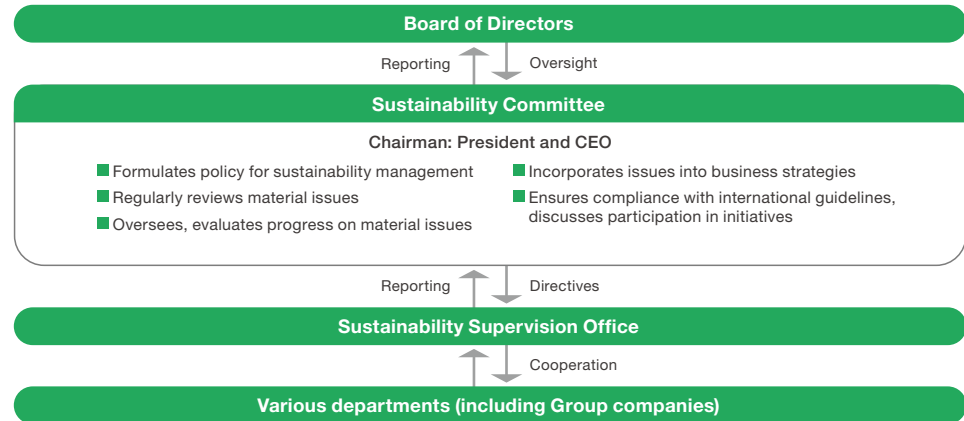 Board of Directors
Reporting
Oversight
Sustainability Committee
Chairman: President and CEO
Formulates policy for sustainability management
Regularly reviews material issues
Oversees, evaluates progress on material issues
Incorporates issues into business strategies
Ensures compliance with international guidelines,
discusses participation in initiatives
Reporting
Directives
Sustainability Supervision Office
Cooperation
Various departments (including Group companies)